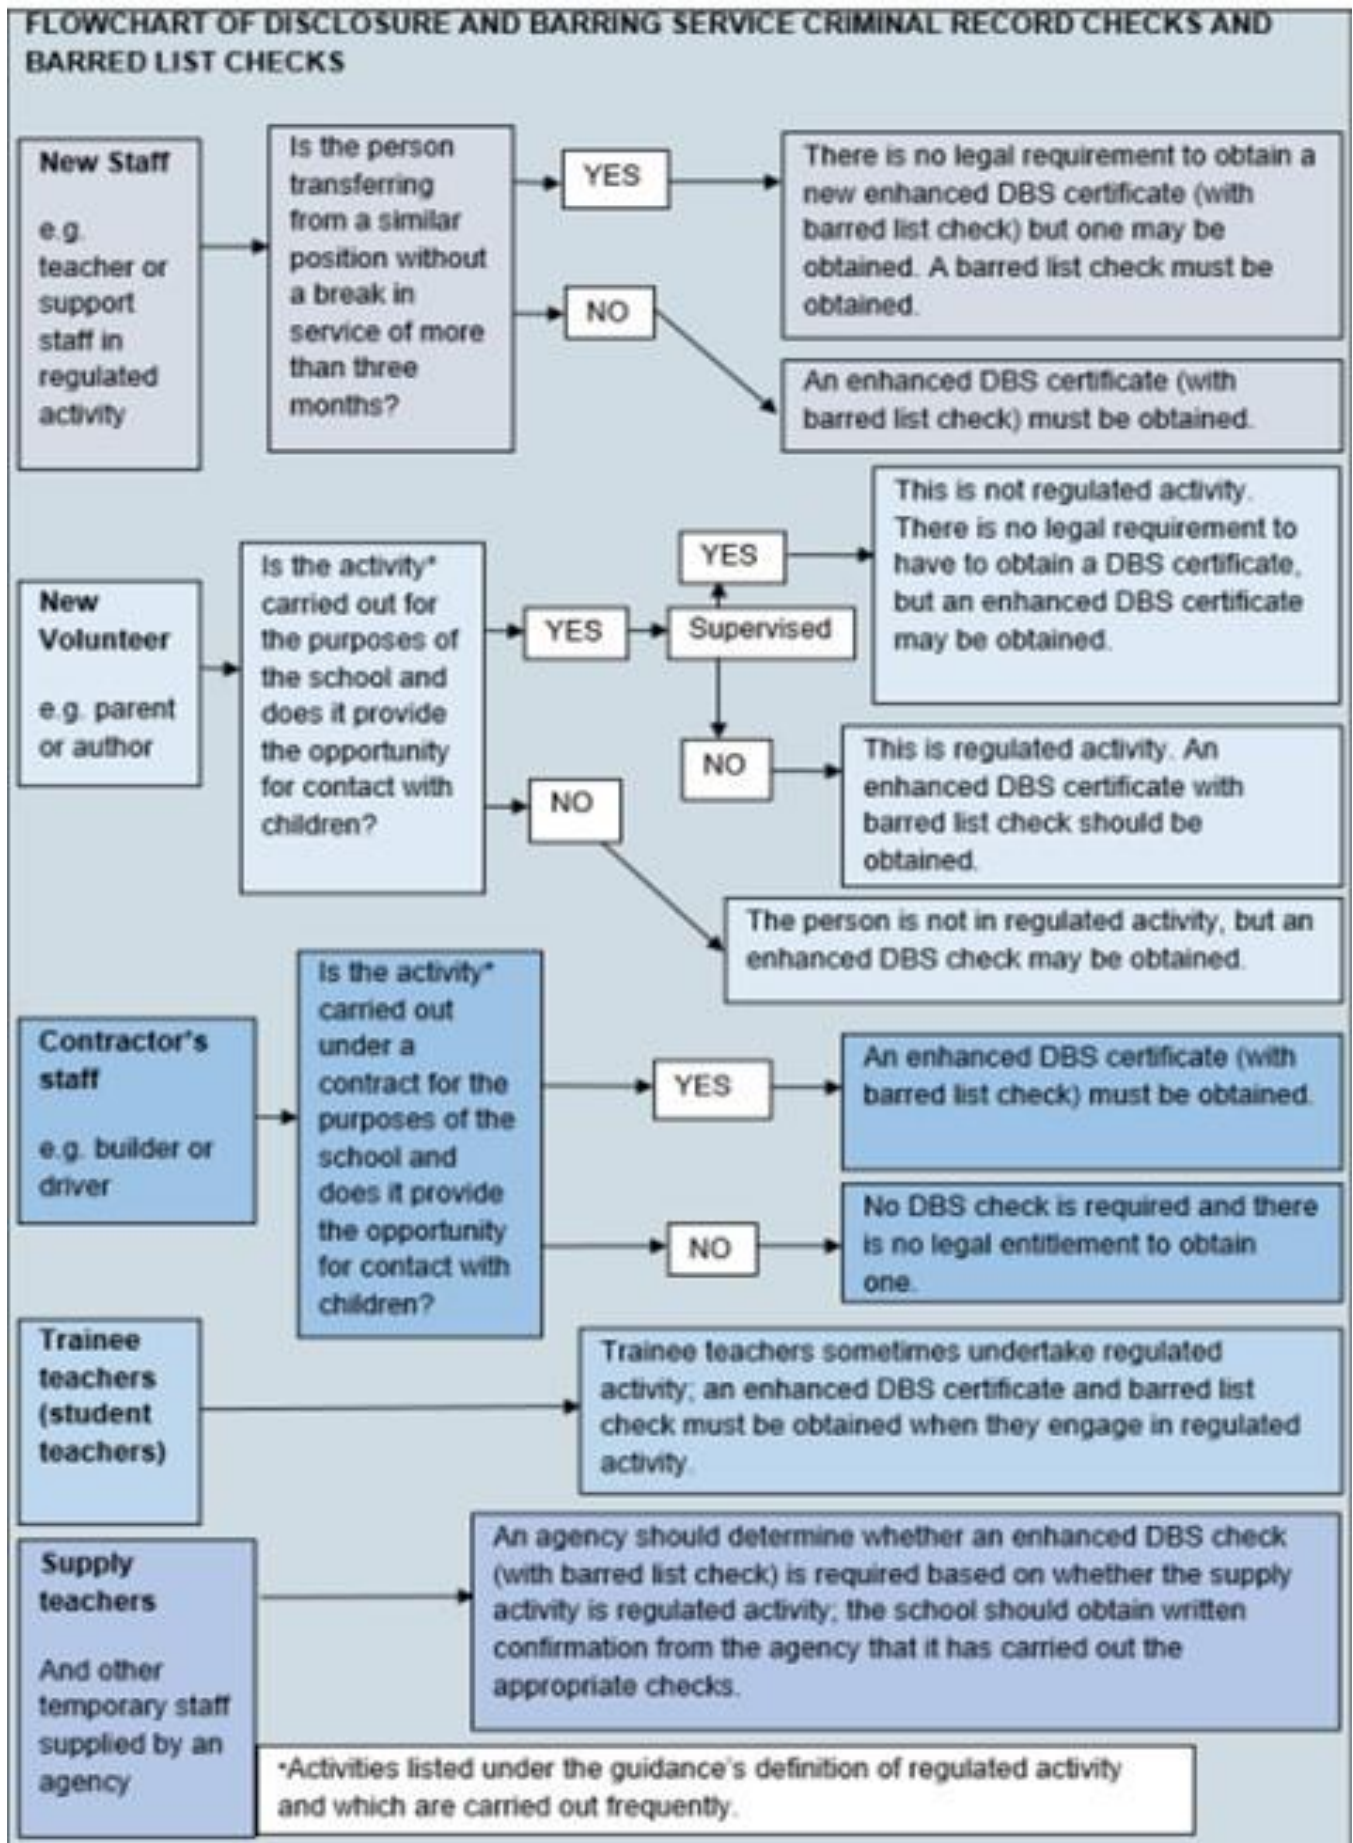 FLOWCHART OF DISCLOSURE AND BARRING SERVICE CRIMINAL RECORD CHECKS AND
BARRED LIST CHECKS
New Staff
e.g.
teacher or
support
staff in
regulated
activity
Is the person
transferring
from a similar
position without
a break in
service of more
than three
months?
YES
There is no legal requirement to obtain a
new enhanced DBS certificate (with
barred list check) but one may be
obtained. A barred list check must be
obtained.
NO
An enhanced DBS certificate (with
barred list check) must be obtained.
New
Volunteer
e.g. parent
or author
Is the activity*
carried out for
the purposes of
the school and
does it provide
the opportunity
for contact with
children?
YES
Supervised
YES
This is not regulated activity.
There is no legal requirement to
have to obtain a DBS certificate,
but an enhanced DBS certificate
may be obtained.
NO
This is regulated activity. An
enhanced DBS certificate with
barred list check should be
obtained.
NO
The person is not in regulated activity, but an
enhanced DBS check may be obtained.
Contractor's
staff
e.g. builder or
driver
Is the activity*
carried out
under a
contract for the
purposes of the
school and
does it provide
the opportunity
for contact with
children?
YES
An enhanced DBS certificate (with
barred list check) must be obtained.
NO
No DBS check is required and there
is no legal entitlement to obtain
one.
Trainee
teachers
(student
teachers)
Trainee teachers sometimes undertake regulated
activity; an enhanced DBS certificate and barred list
check must be obtained when they engage in regulated
activity.
Supply
teachers
And other
temporary staff
supplied by an
agency
An agency should determine whether an enhanced DBS check
(with barred list check) is required based on whether the supply
activity is regulated activity; the school should obtain written
confirmation from the agency that it has carried out the
appropriate checks.
*Activities listed under the guidance's definition of regulated activity
and which are carried out frequently.